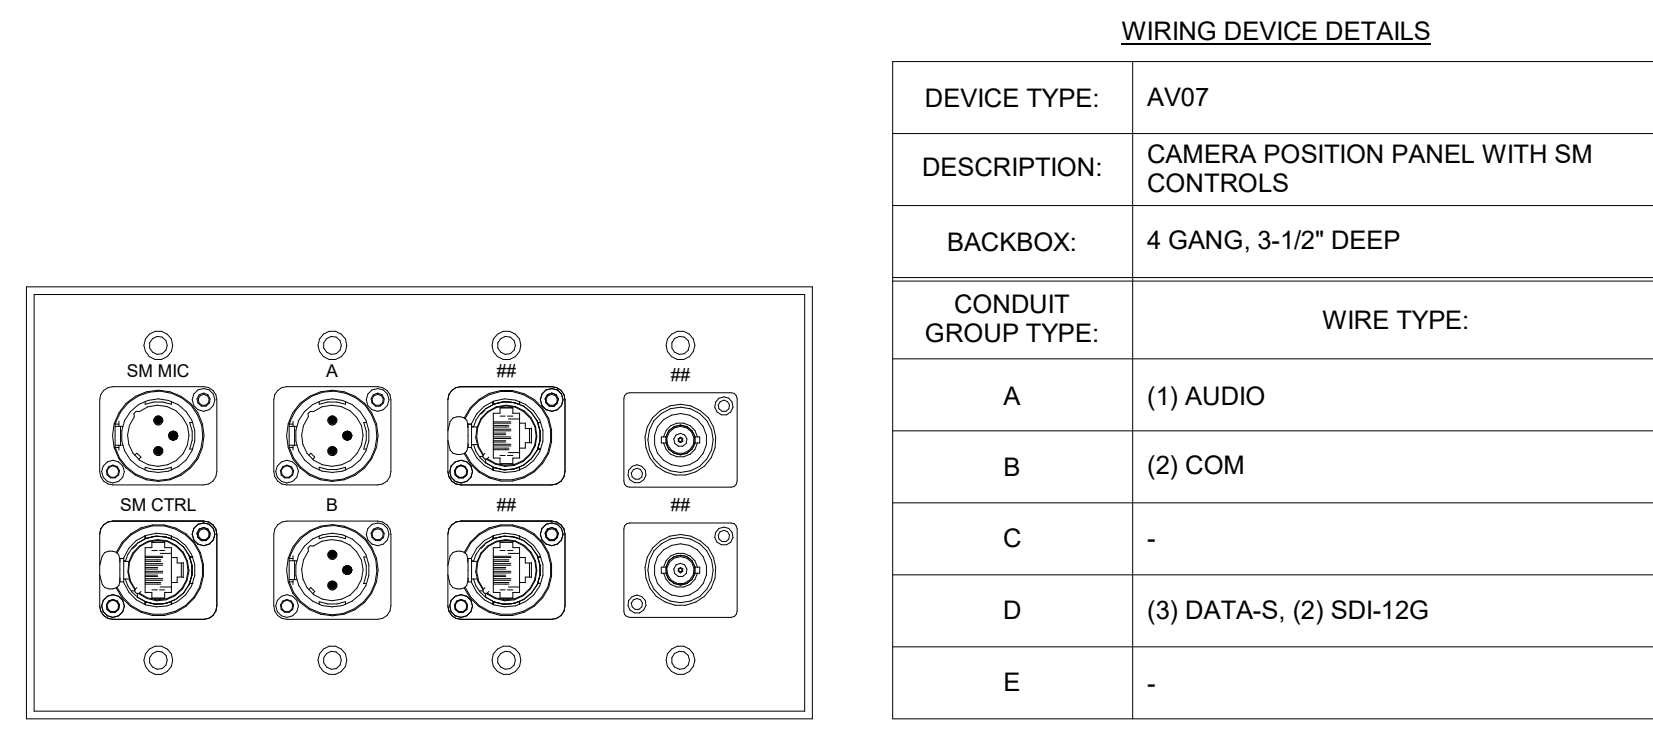 WIRING DEVICE DETAILS
DEVICE TYPE: AV07
DESCRIPTION: CAMERA POSITION PANEL WITH SM
CONTROLS
BACKBOX: 4 GANG, 3-1/2" DEEP
CONDUIT
GROUP TYPE:
WIRE TYPE:
A (1) AUDIO
B (2) COM
C -
D (3) DATA-S, (2) SDI-12G
E -
SM MIC A ## ##
SM CTRL B ## ##